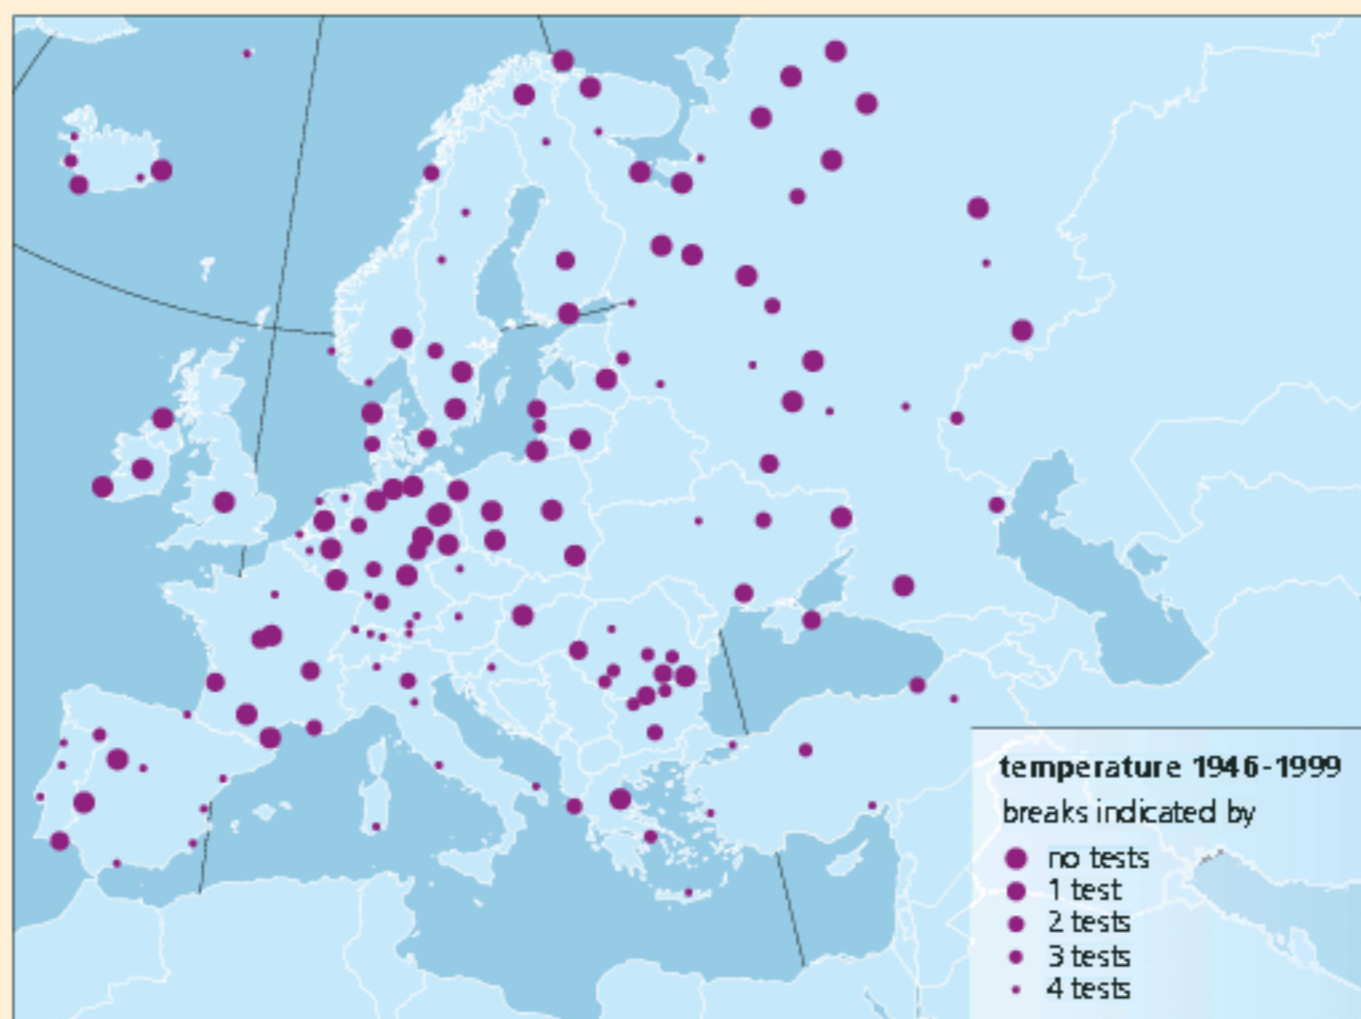 temperature 1946-1999
breaks indicated by
no tests
1 test
2 tests
3 tests
4 tests